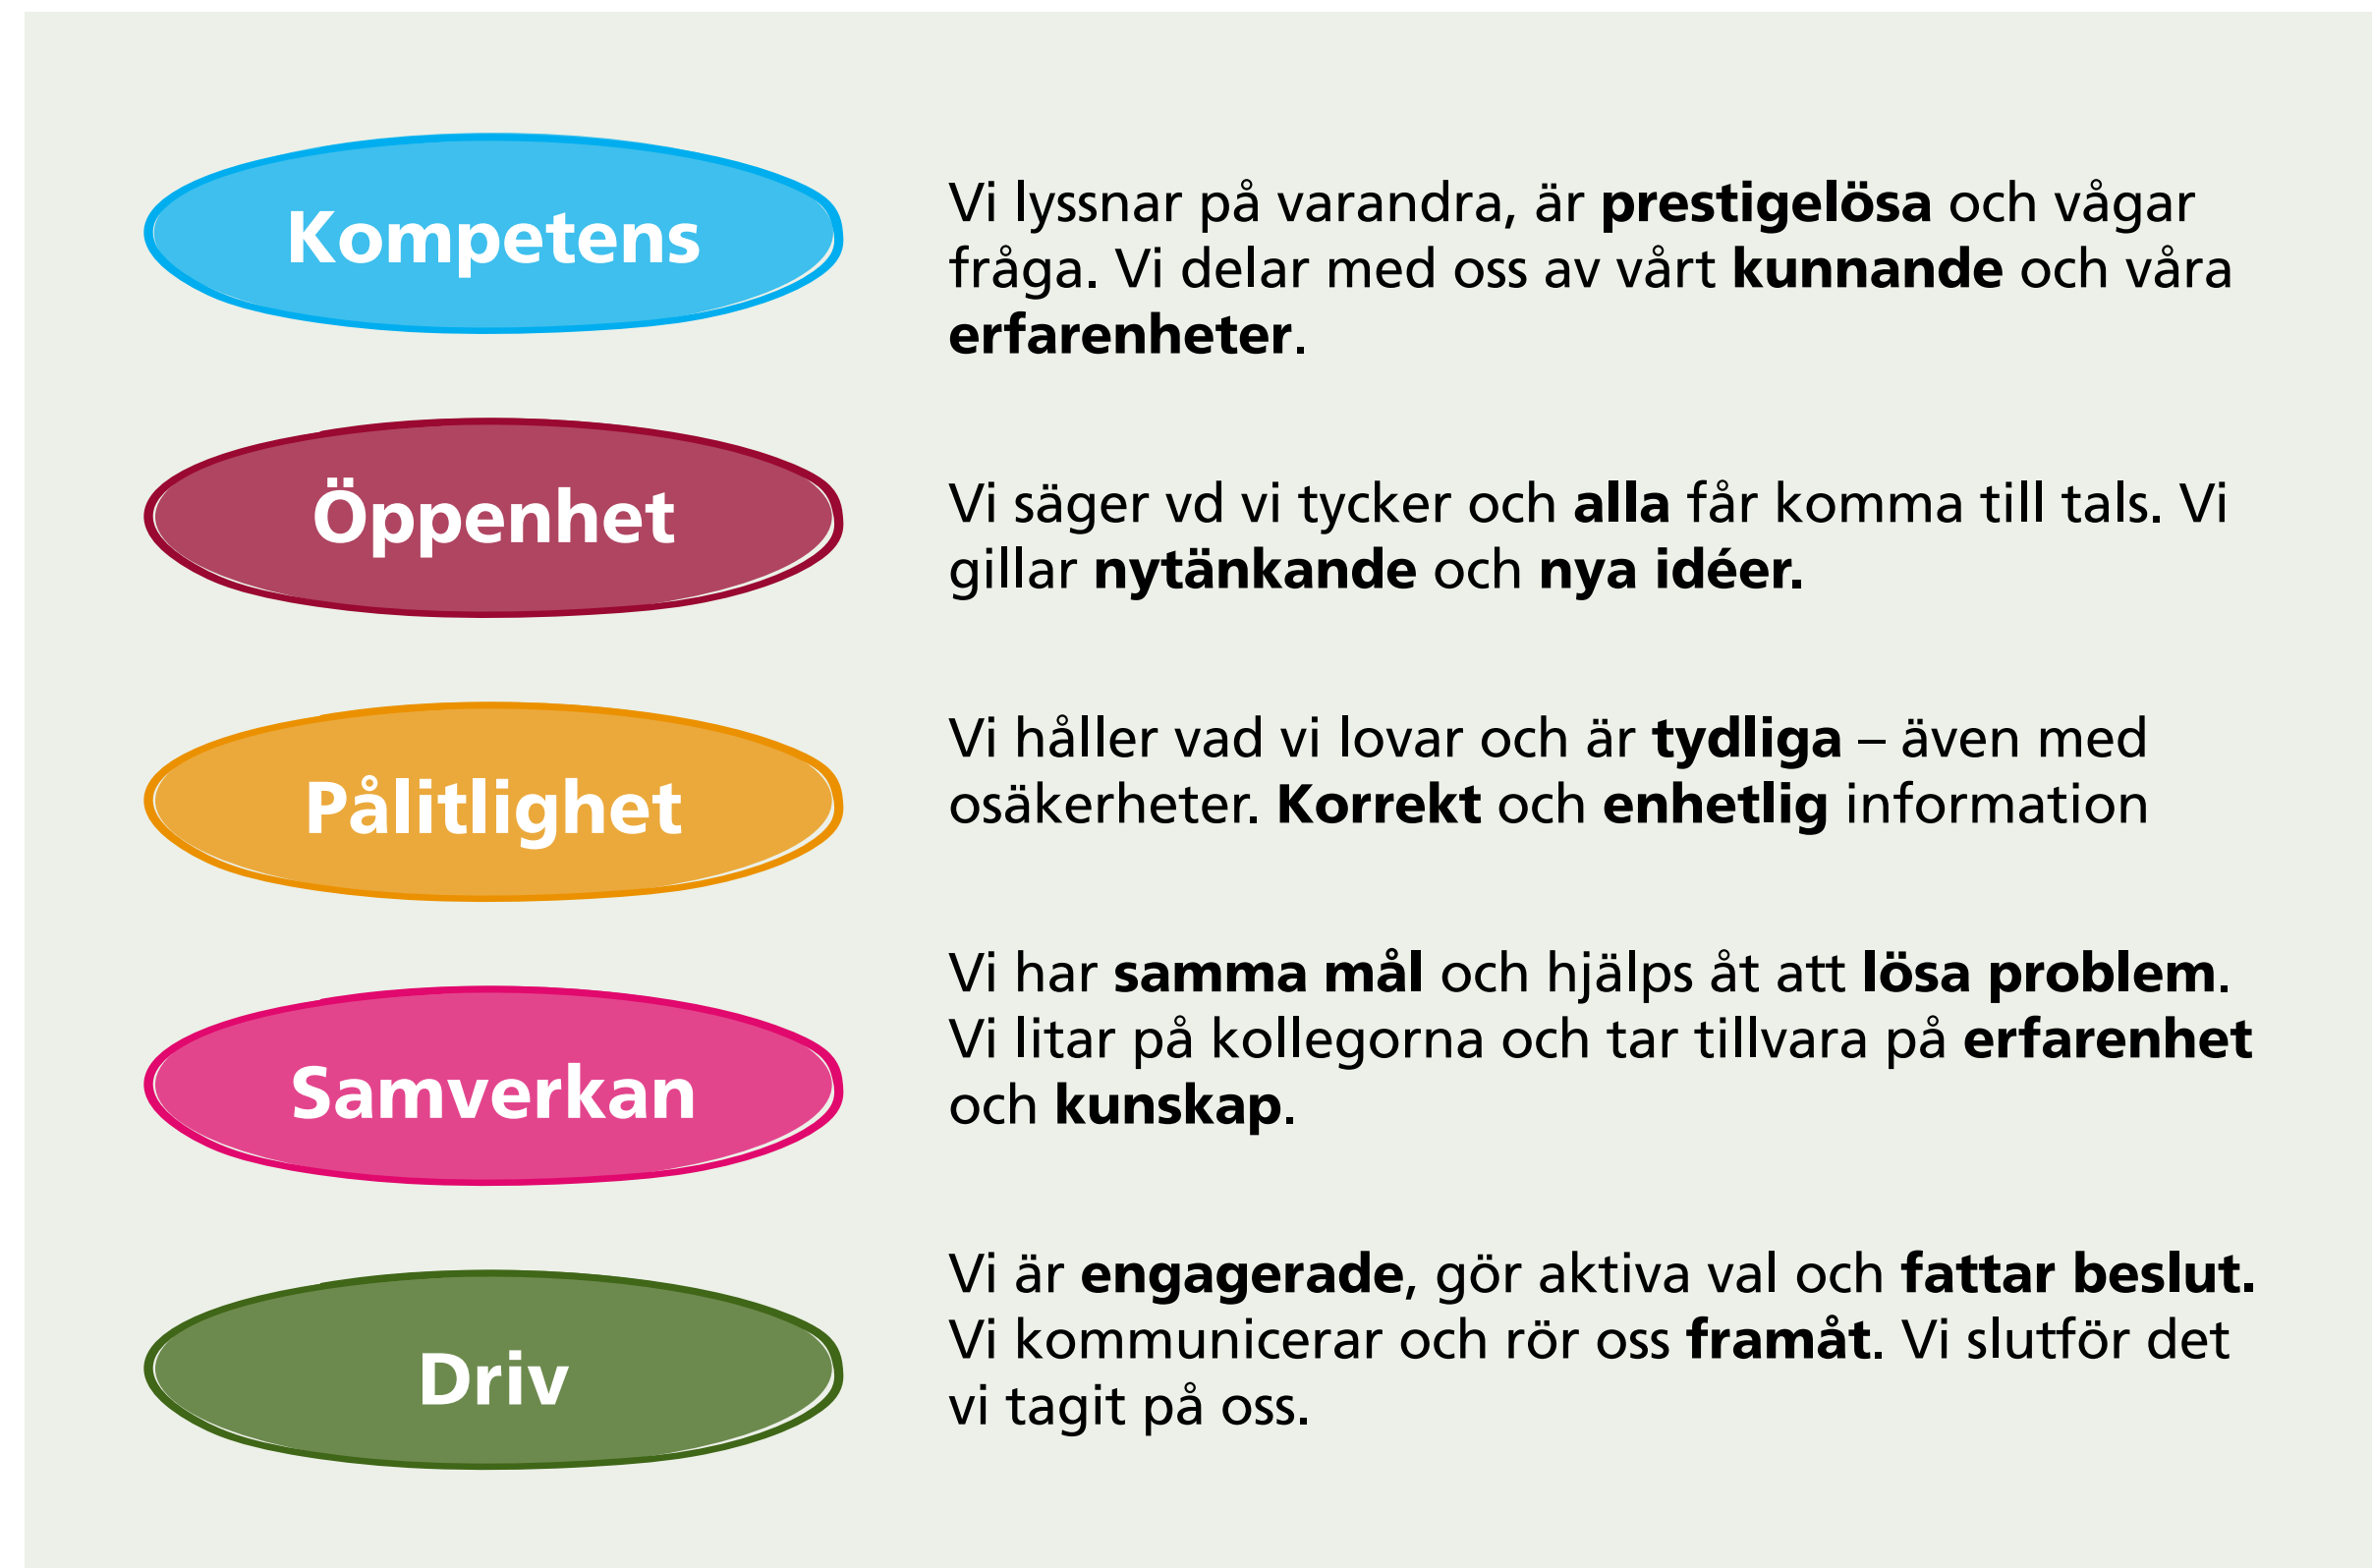 Kompetens
Vi lyssnar på varandra, är prestigelösa och vågar
fråga. Vi delar med oss av vårt kunnande och våra
erfarenheter.
Öppenhet
Vi säger vd vi tycker och alla får komma till tals. Vi
gillar nytänkande och nya idéer.
Pålitlighet
Vi håller vad vi lovar och är tydliga – även med
osäkerheter. Korrekt och enhetlig information
Samverkan
Vi har samma mål och hjälps åt att lösa problem.
Vi litar på kollegorna och tar tillvara på erfarenhet
och kunskap.
Driv
Vi är engagerade, gör aktiva val och fattar beslut.
Vi kommunicerar och rör oss framåt. Vi slutför det
vi tagit på oss.